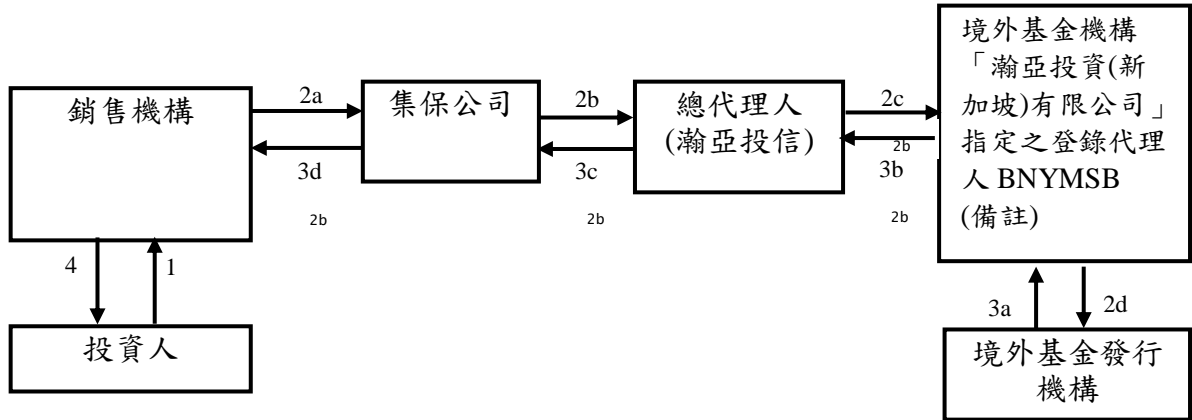 境外基金機構
「瀚亞投資(新
加坡)有限公司」
指定之登錄代理
人 BNYMSB
(備註)
銷售機構
2a
集保公司
2b
總代理人
(瀚亞投信)
2c
3d
3c
2b
3b
2b
2b
2b
4
1
3a
2d
投資人
境外基金發行
機構